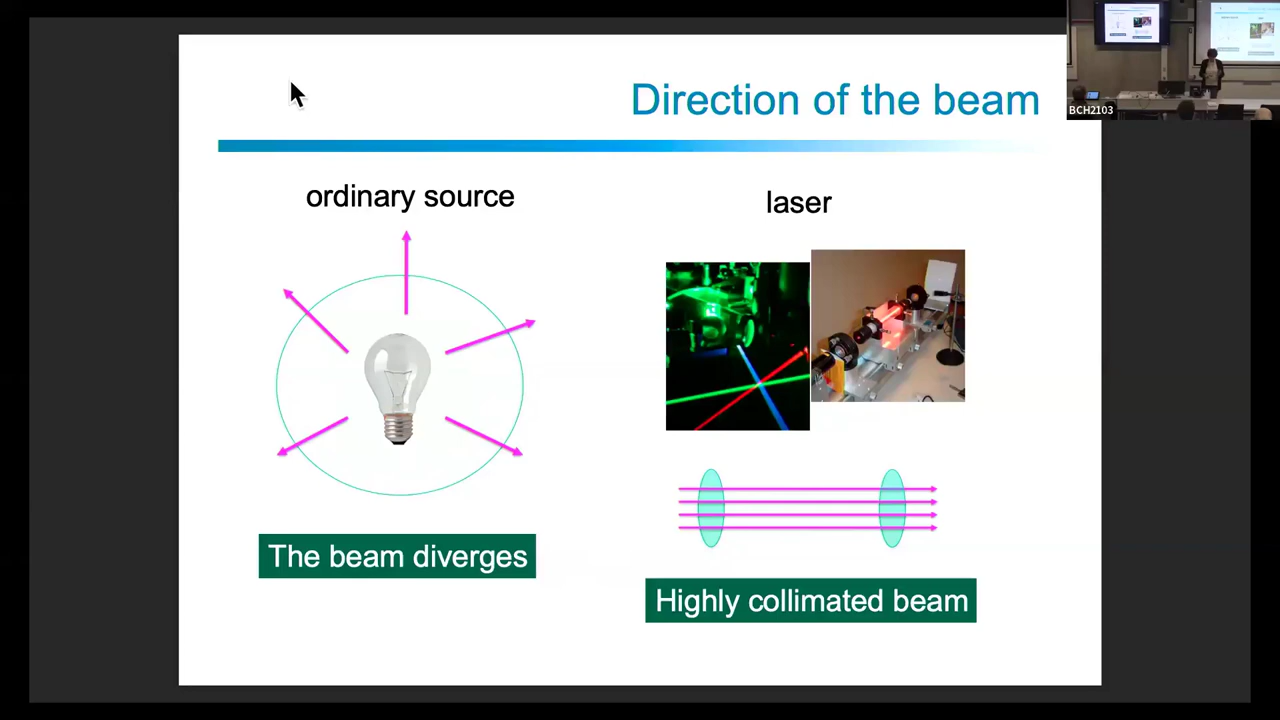 Direction of the beam
BCH2103
ordinary source
laser
The beam diverges
Highly collimated beam